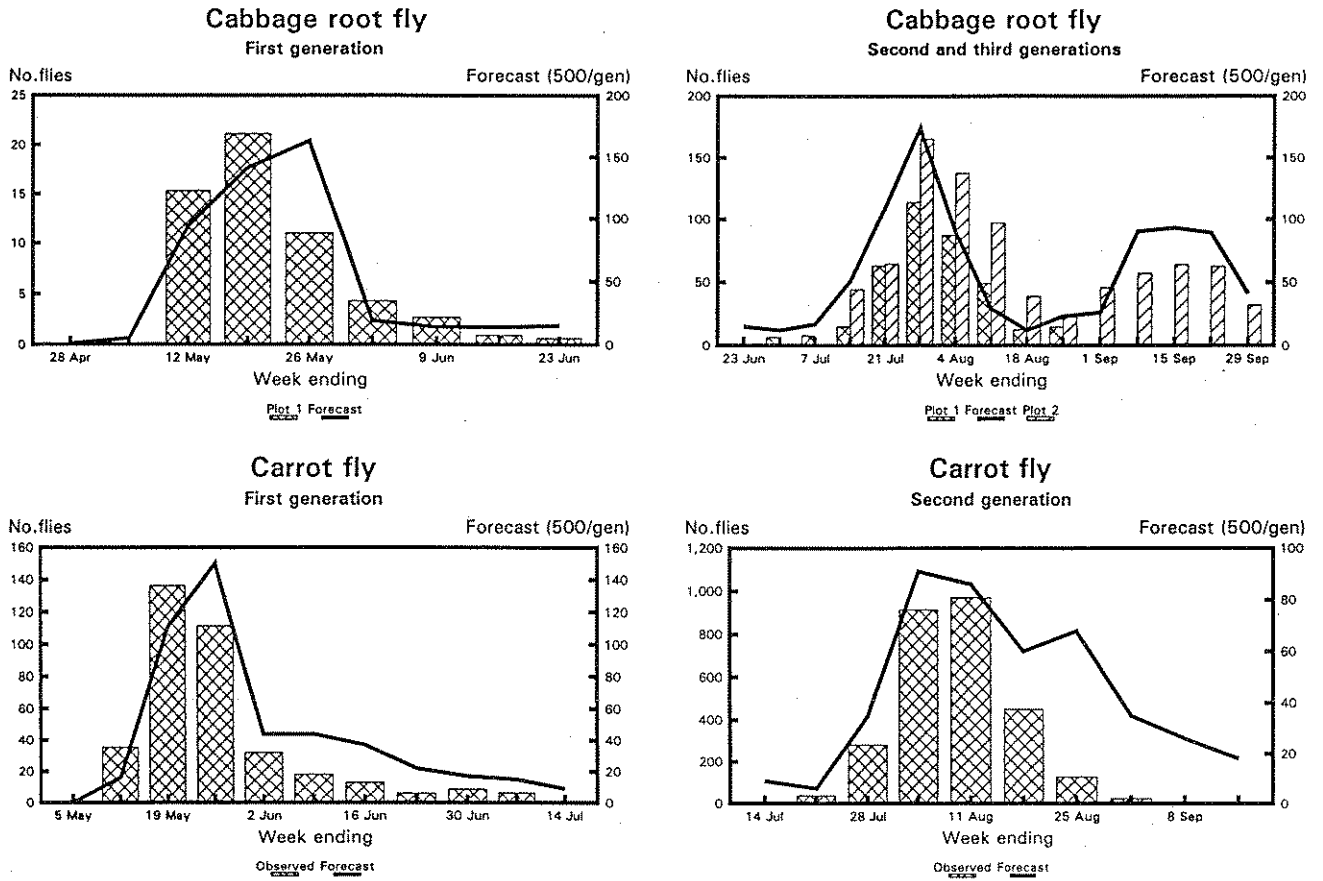 Cabbage root fly
First generation
No.flies
Forecast (500/gen)
25
20
15
10
5
0
200
150
100
50
0
28 Apr 12 May 26 May 9 Jun 23 Jun
Week ending
Plot 1 Forecast
Cabbage root fly
Second and third generations
No.flies
Forecast (500/gen)
200
150
100
50
0
200
150
100
50
0
23 Jun 7 Jul 21 Jul 4 Aug 18 Aug 1 Sep 15 Sep 29 Sep
Week ending
Plot 1 Forecast Plot 2
Carrot fly
First generation
No.flies
Forecast (500/gen)
160
140
120
100
80
60
40
20
0
160
140
120
100
80
60
40
20
0
5 May 19 May 2 Jun 16 Jun 30 Jun 14 Jul
Week ending
Observed Forecast
Carrot fly
Second generation
No.flies
Forecast (500/gen)
1,200
1,000
800
600
400
200
0
100
80
60
40
20
0
14 Jul 28 Jul 11 Aug 25 Aug 8 Sep
Week ending
Observed Forecast